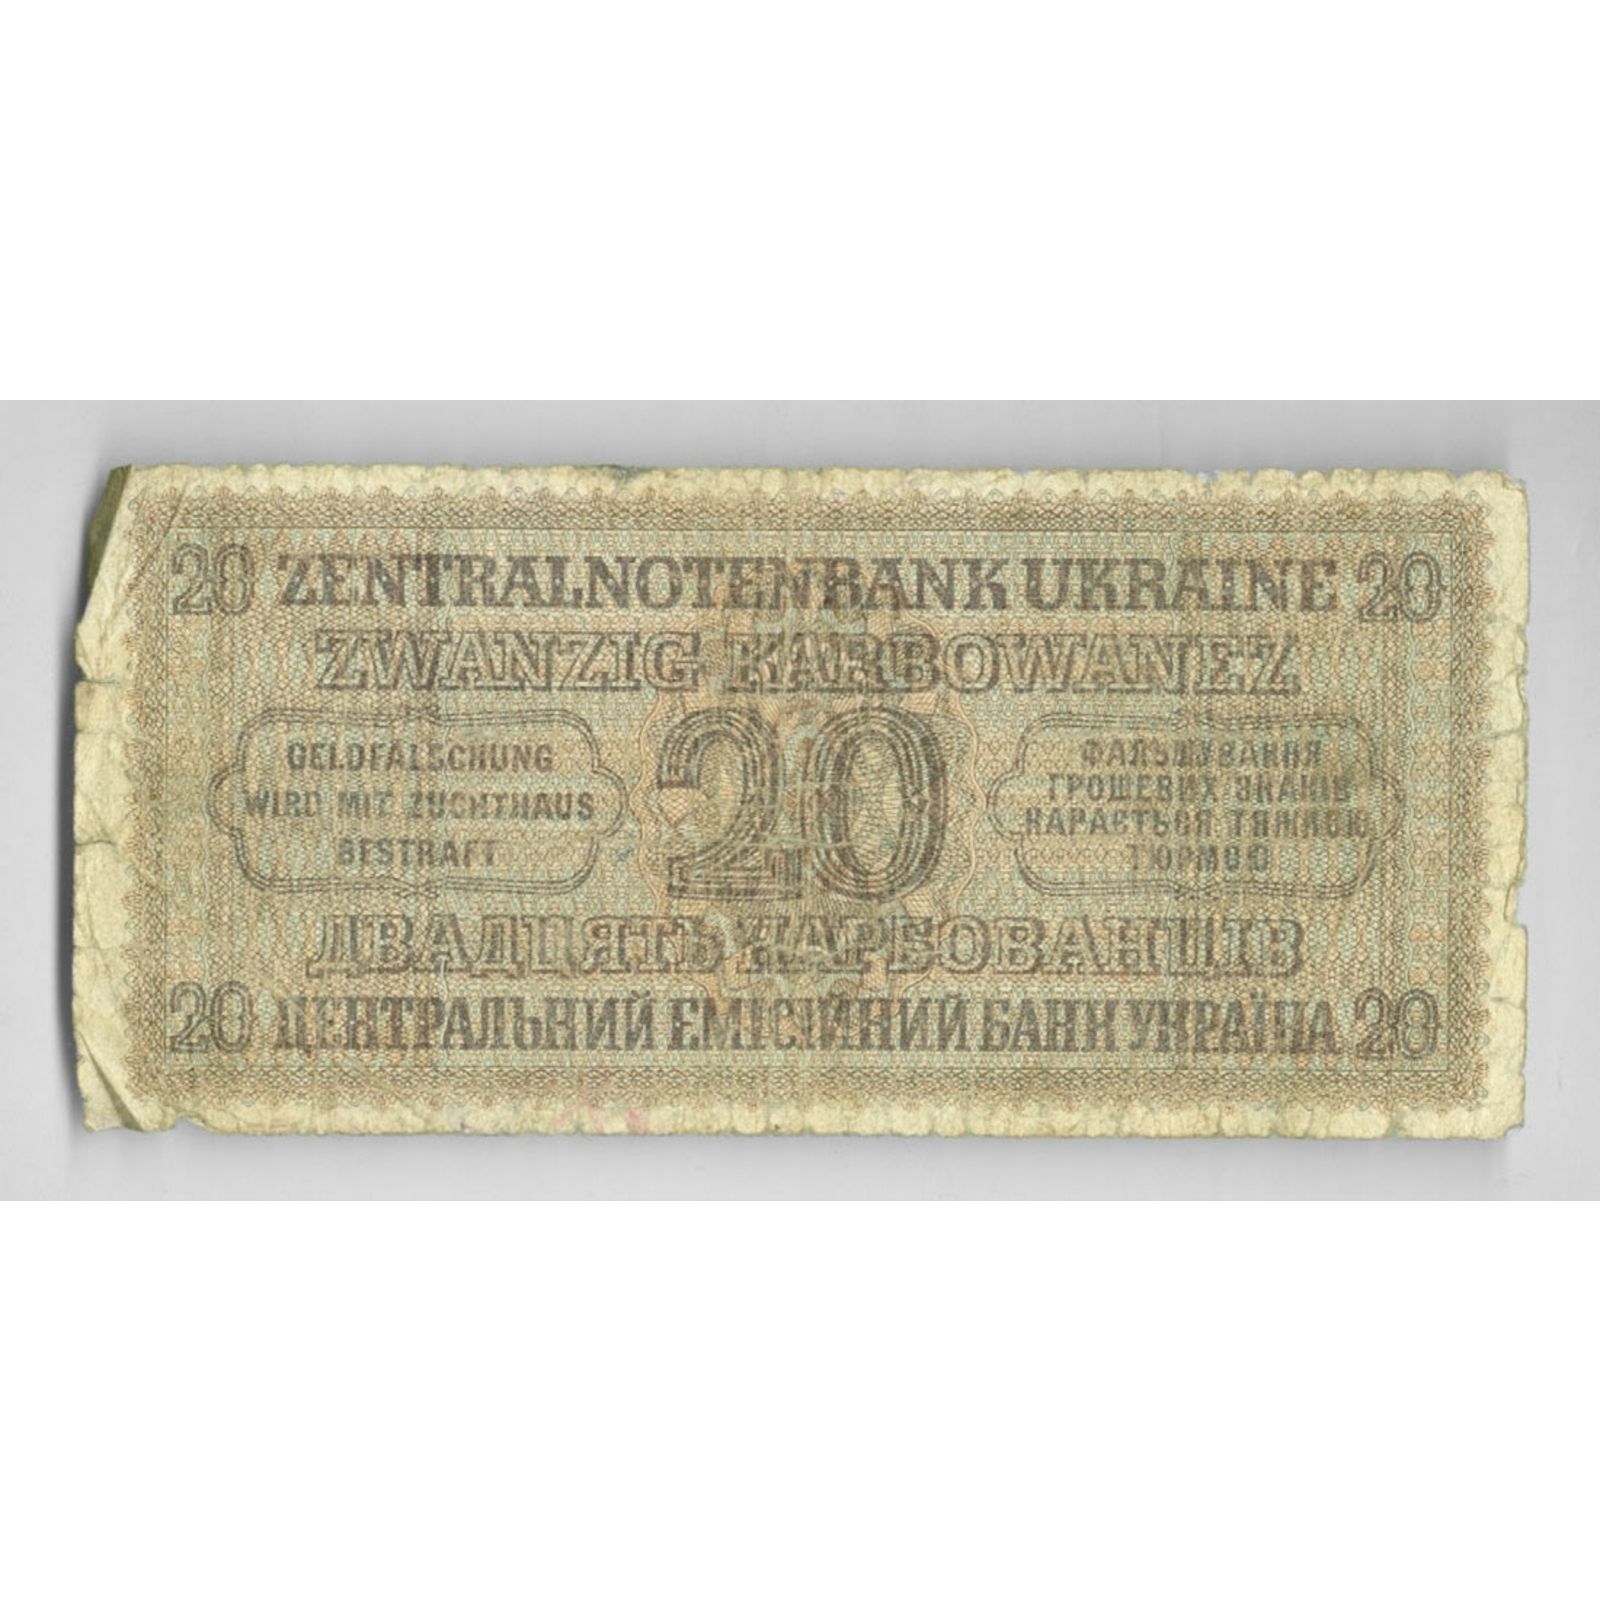 20 ZENTRALNOTENBANK UKRAINE 20
ZWANZIG KARBOWANEZ
GELDFÄLSCHUNG
WIRD MIT ZUCHTHAUS
BESTRAFT
20
ФАЛЬШУВАННЯ
ГРОШЕВИХ ЗНАКІВ
КАРАЄТЬСЯ ТЯЖКОЮ
ТЮРМОЮ
ДВАДЦЯТЬ КАРБОВАНЦІВ
20 ЦЕНТРАЛЬНИЙ ЕМІСІЙНИЙ БАНК УКРАЇНА 20